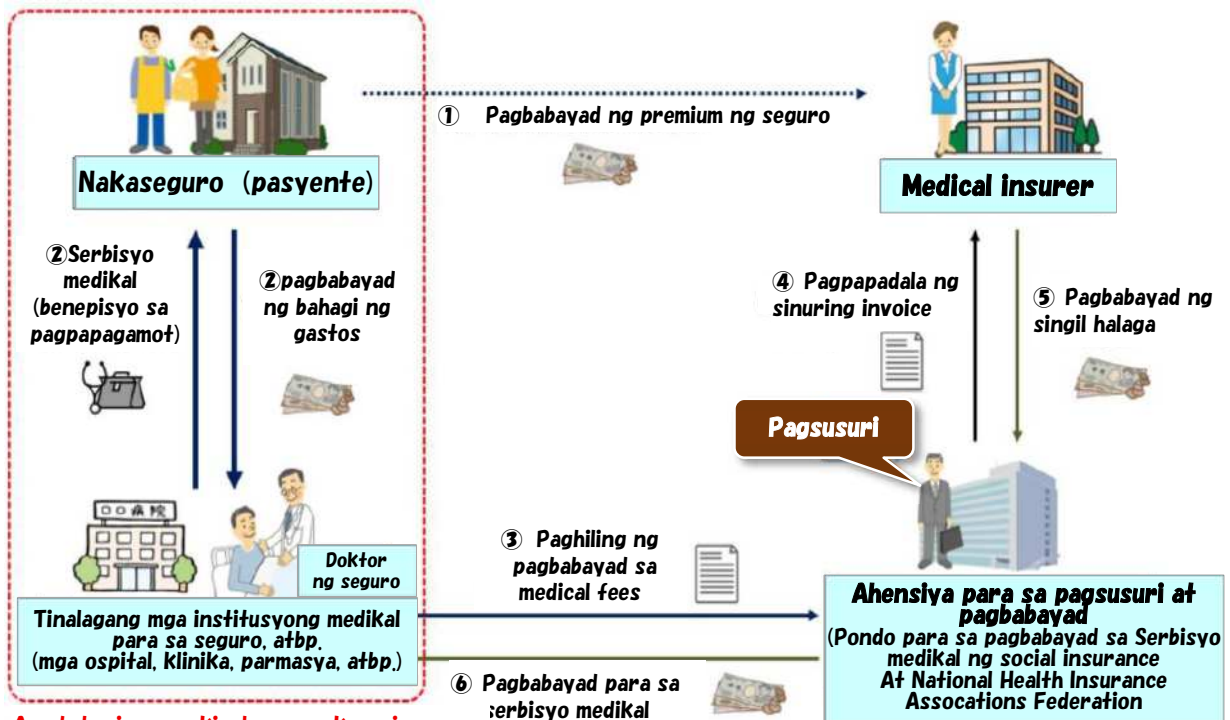 ① Pagbabayad ng premium ng seguro
Nakaseguro (pasyente)
Medical insurer
②Serbisyo
medikal
(benepisyo sa
pagpapagamot)
②pagbabayad
ng bahagi ng
gastos
④ Pagpapadala ng
sinuring invoice
⑤ Pagbabayad ng
singil halaga
Pagsusuri
病院
Doktor
ng seguro
Tinalagang mga institusyong medikal
para sa seguro, atbp.
(mga ospital, klinika, parmasya, atbp.)
③ Paghiling ng
pagbabayad sa
medical fees
Ahensiya para sa pagsusuri at
pagbabayad
(Pondo para sa pagbabayad sa Serbisyo
medikal ng social insurance
At National Health Insurance
Assocations Federation
⑥ Pagbabayad para sa
serbisyo medikal